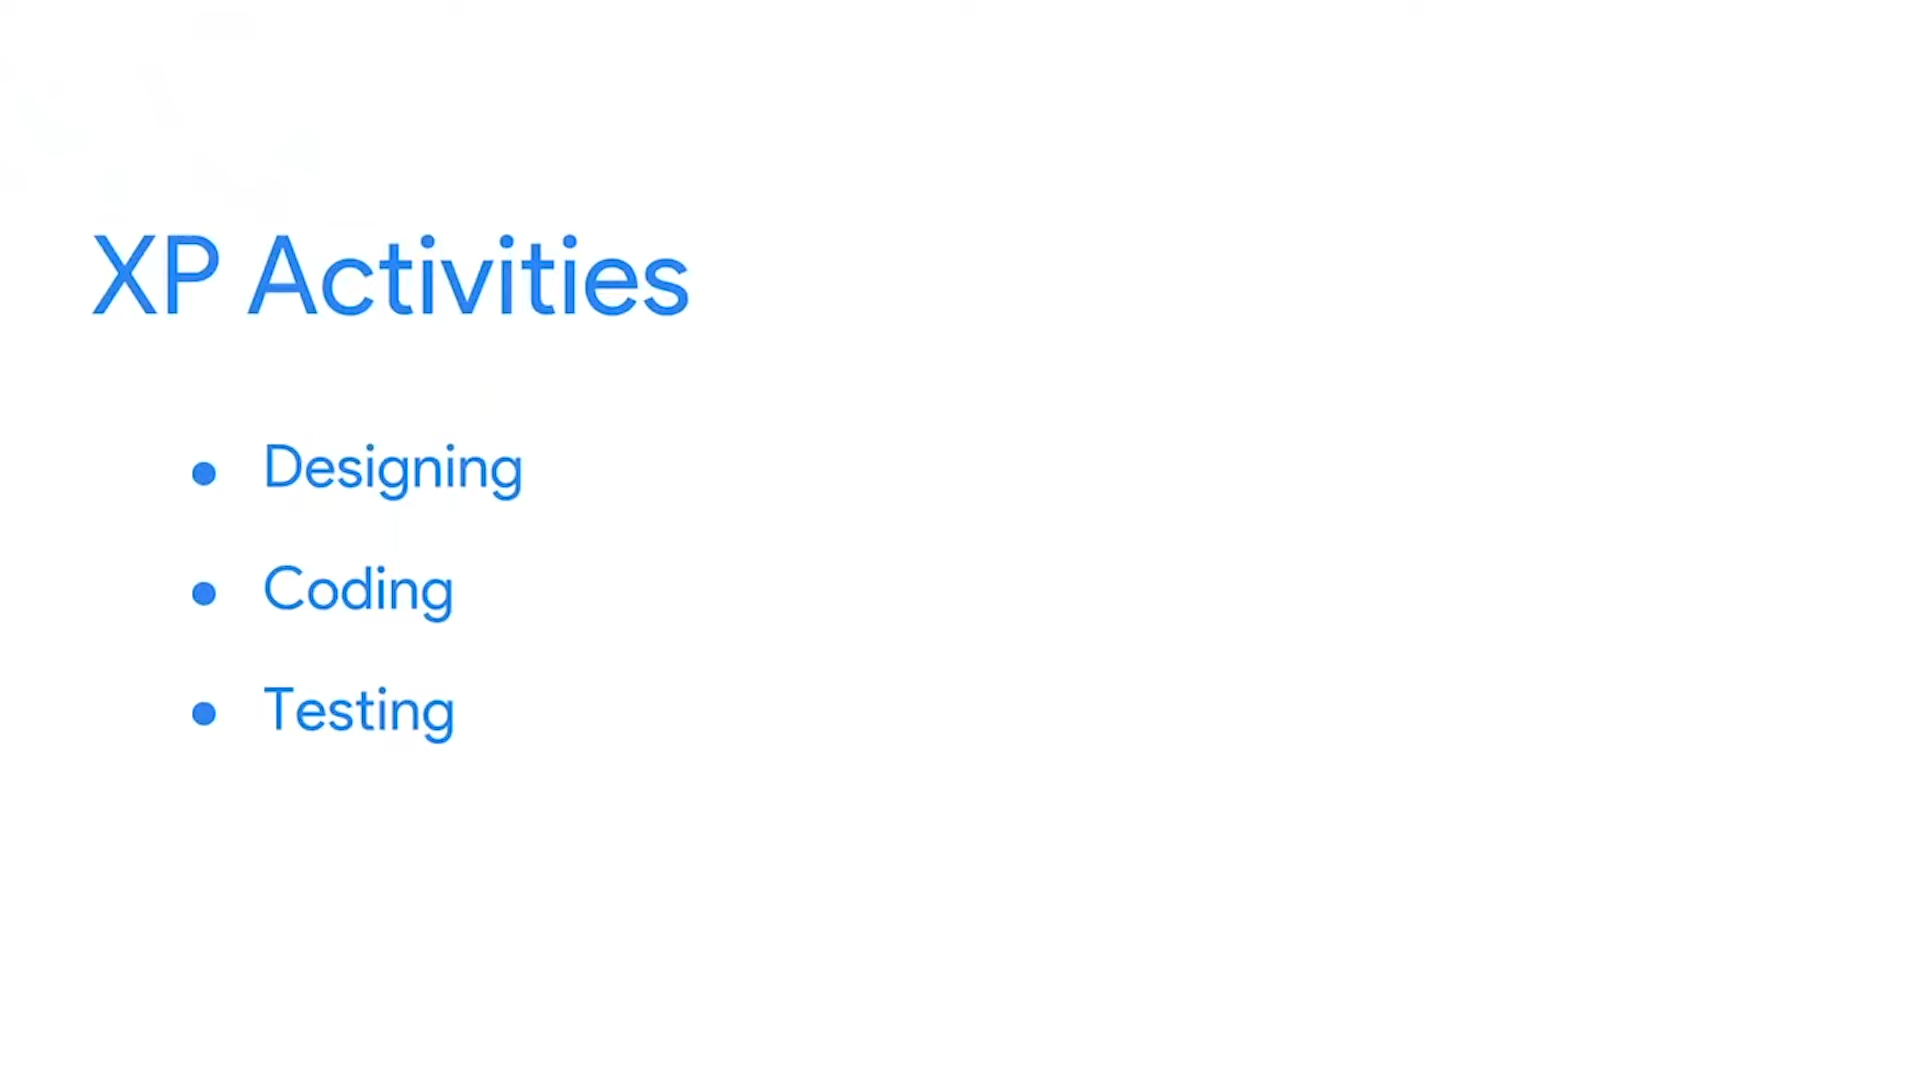 XP Activities
● Designing
● Coding
● Testing